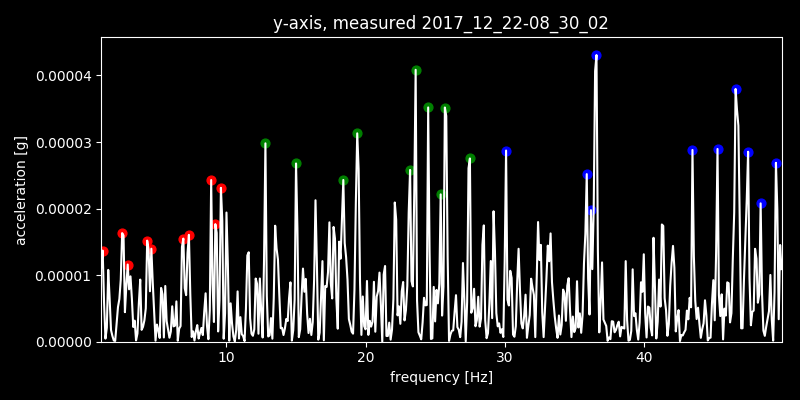 y-axis, measured 2017_12_22-08_30_02
0.00004
0.00003
0.00002
0.00001
0.00000
acceleration [g]
10 20 30 40
frequency [Hz]